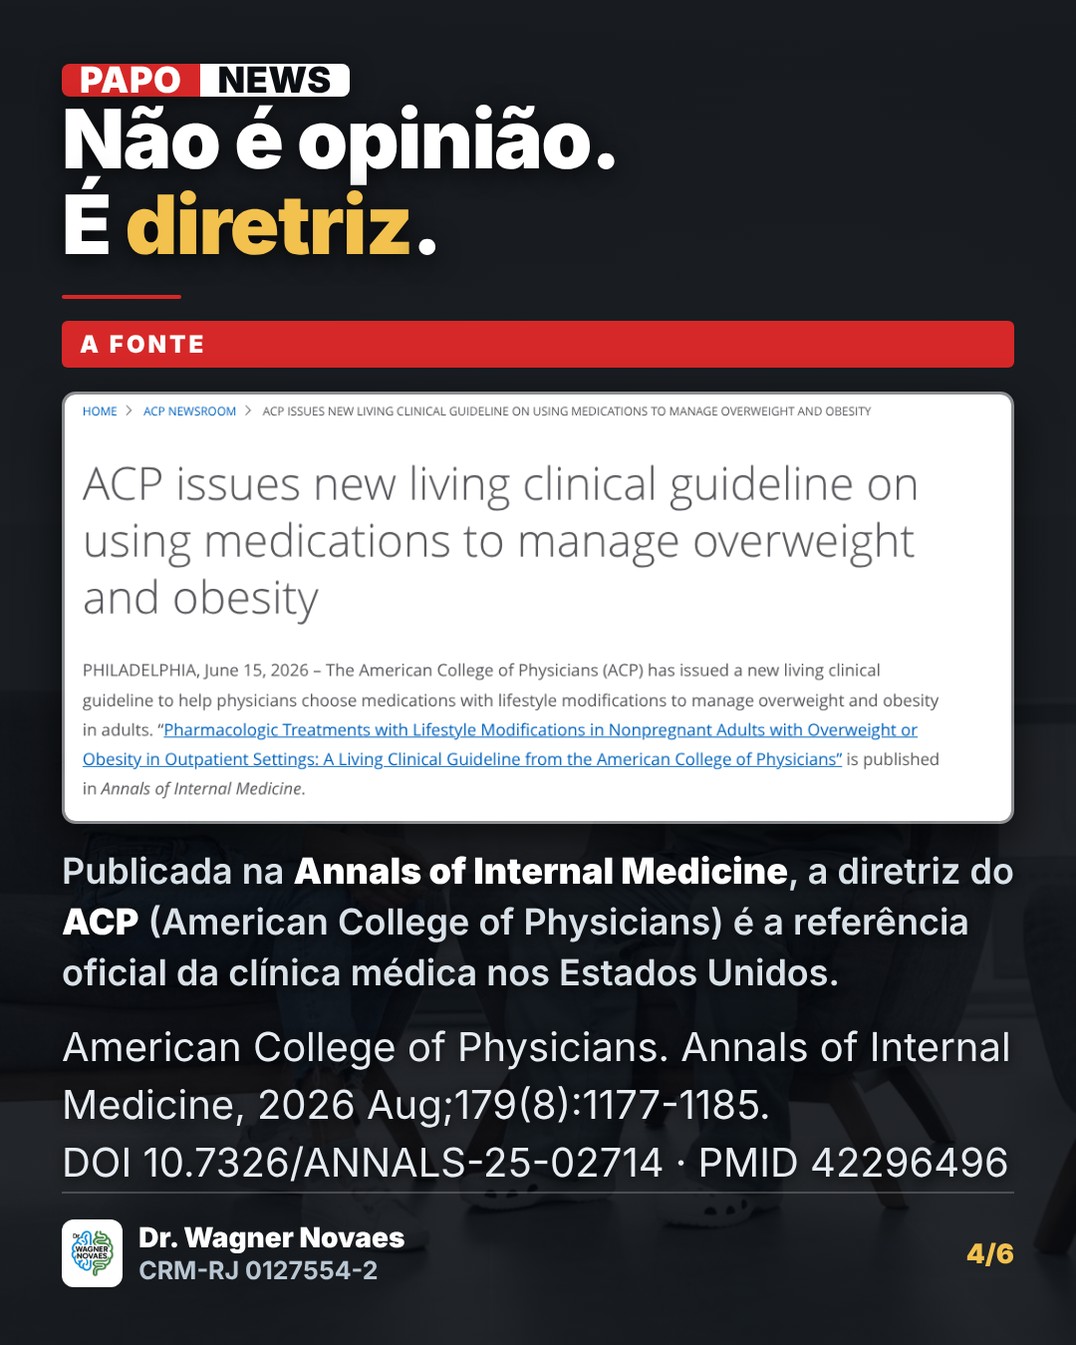 PAPO NEWS
Não é opinião.
É diretriz.
A FONTE
HOME > ACP NEWSROOM > ACP ISSUES NEW LIVING CLINICAL GUIDELINE ON USING MEDICATIONS TO MANAGE OVERWEIGHT AND OBESITY
ACP issues new living clinical guideline on
using medications to manage overweight
and obesity
PHILADELPHIA, June 15, 2026 – The American College of Physicians (ACP) has issued a new living clinical
guideline to help physicians choose medications with lifestyle modifications to manage overweight and obesity
in adults. “Pharmacologic Treatments with Lifestyle Modifications in Nonpregnant Adults with Overweight or
Obesity in Outpatient Settings: A Living Clinical Guideline from the American College of Physicians” is published
in Annals of Internal Medicine.
Publicada na Annals of Internal Medicine, a diretriz do
ACP (American College of Physicians) é a referência
oficial da clínica médica nos Estados Unidos.
American College of Physicians. Annals of Internal
Medicine, 2026 Aug;179(8):1177-1185.
DOI 10.7326/ANNALS-25-02714 · PMID 42296496
Dr.
WAGNER
NOVAES
Dr. Wagner Novaes
CRM-RJ 0127554-2
4/6